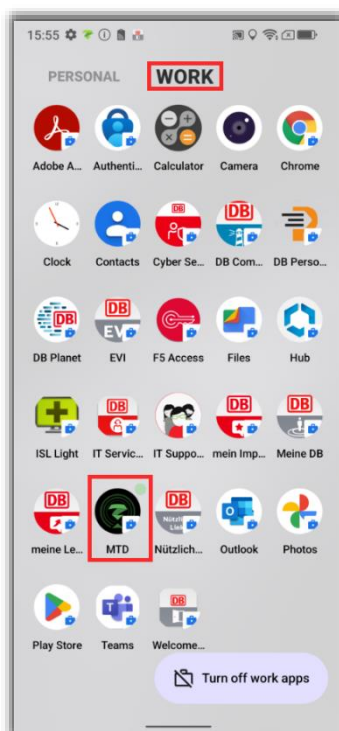 15:55
PERSONAL WORK
Adobe A... Authenti... Calculator Camera Chrome
DB DB
Clock Contacts Cyber Se... DB Com... DB Perso...
DB DB
DB Planet EVI F5 Access Files Hub
DB DB DB
ISL Light IT Servic... IT Suppo... mein Imp... Meine DB
DB DB
meine Le... MTD Nützlich... Outlook Photos
DB
Play Store Teams Welcome...
Turn off work apps